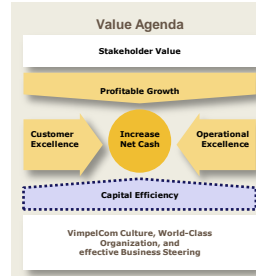 Value Agenda
Stakeholder Value
Profitable Growth
Customer
Excellence
Increase
Net Cash
Operational
Excellence
Capital Efficiency
VimpelCom Culture, World-Class
Organization, and
effective Business Steering